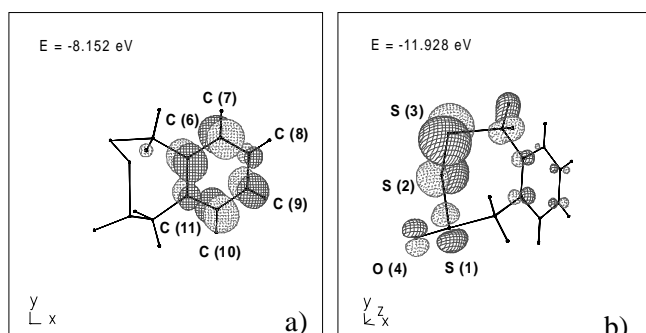 E = -8.152 eV
C (7)
C (6)
C (8)
C (9)
C (11)
C (10)
y
x
a)
E = -11.928 eV
S (3)
S (2)
O (4)
S (1)
y
z
x
b)